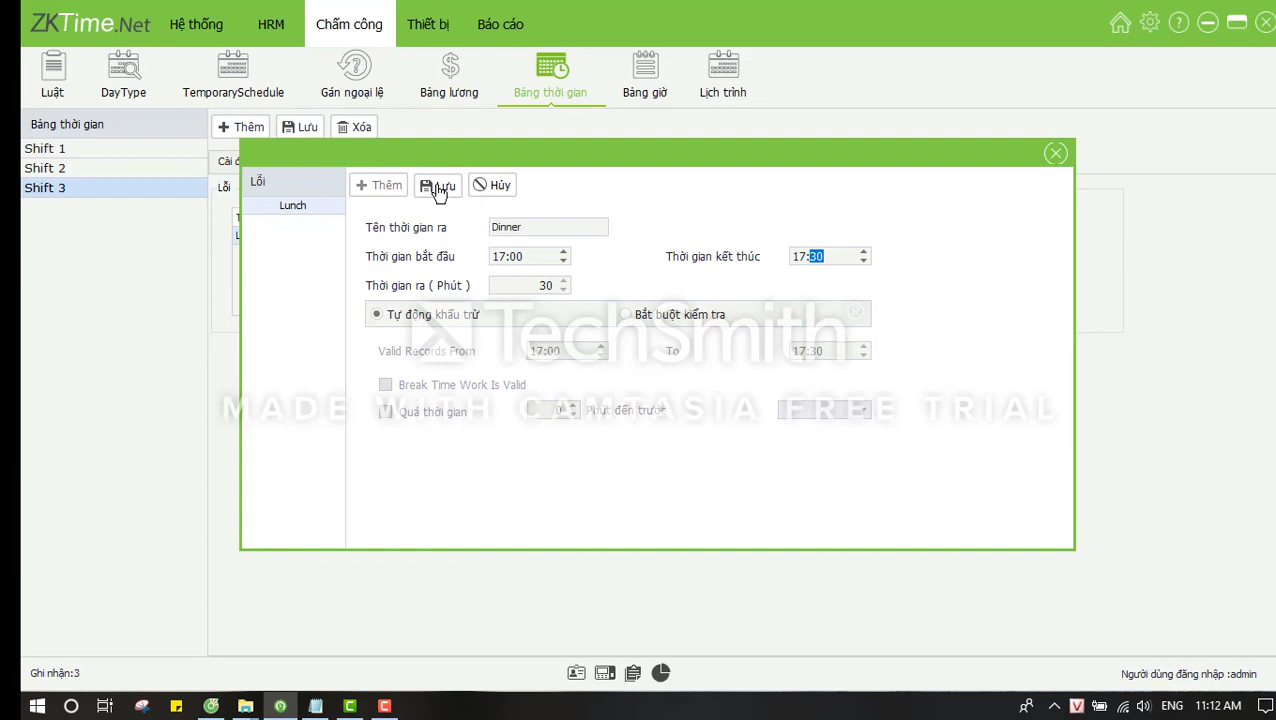 ZKTime.Net Hệ thống HRM Chấm công Thiết bị Báo cáo
Luật DayType TemporarySchedule Gán ngoại lệ Bảng lương Bảng thời gian Bảng giờ Lịch trình
Bảng thời gian
Thêm Lưu Xóa
Shift 1
Shift 2
Shift 3
Lỗi
Lỗi
Thêm Hủy
Lunch
Tên thời gian ra Dinner
Thời gian bắt đầu 17:00 Thời gian kết thúc 17:30
Thời gian ra ( Phút ) 30
Tự động khấu trừ Bắt buột kiểm tra
TechSmith®
Valid Records From 17:00 To 17:30
Break Time Work Is Valid
Quá thời gian 0 Phút đến trước
MADE WITH CAMTASIA FREE TRIAL
Ghi nhận:3 Người dùng đăng nhập :admin
ENG 11:12 AM